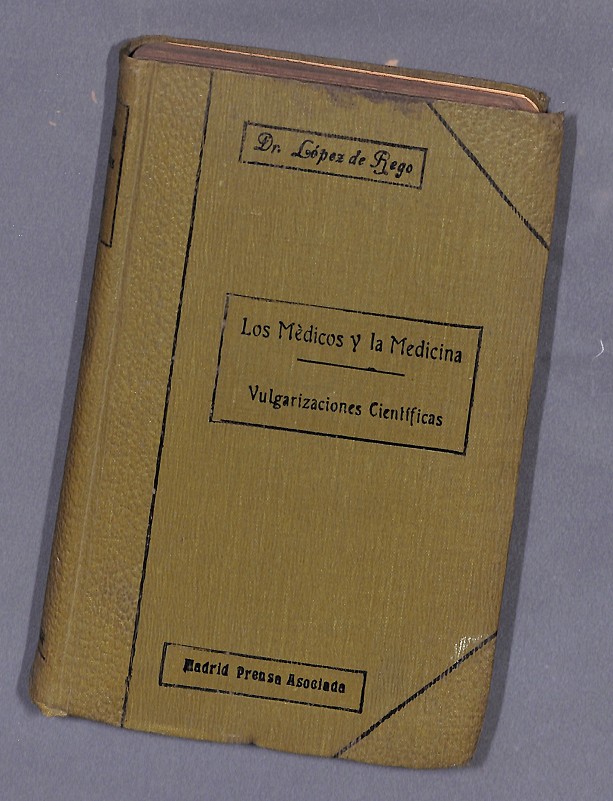 Dr. López de Rego
Los Mèdicos y la Medicina
Vulgarizaciones Científicas
Madrid Prensa Asociada